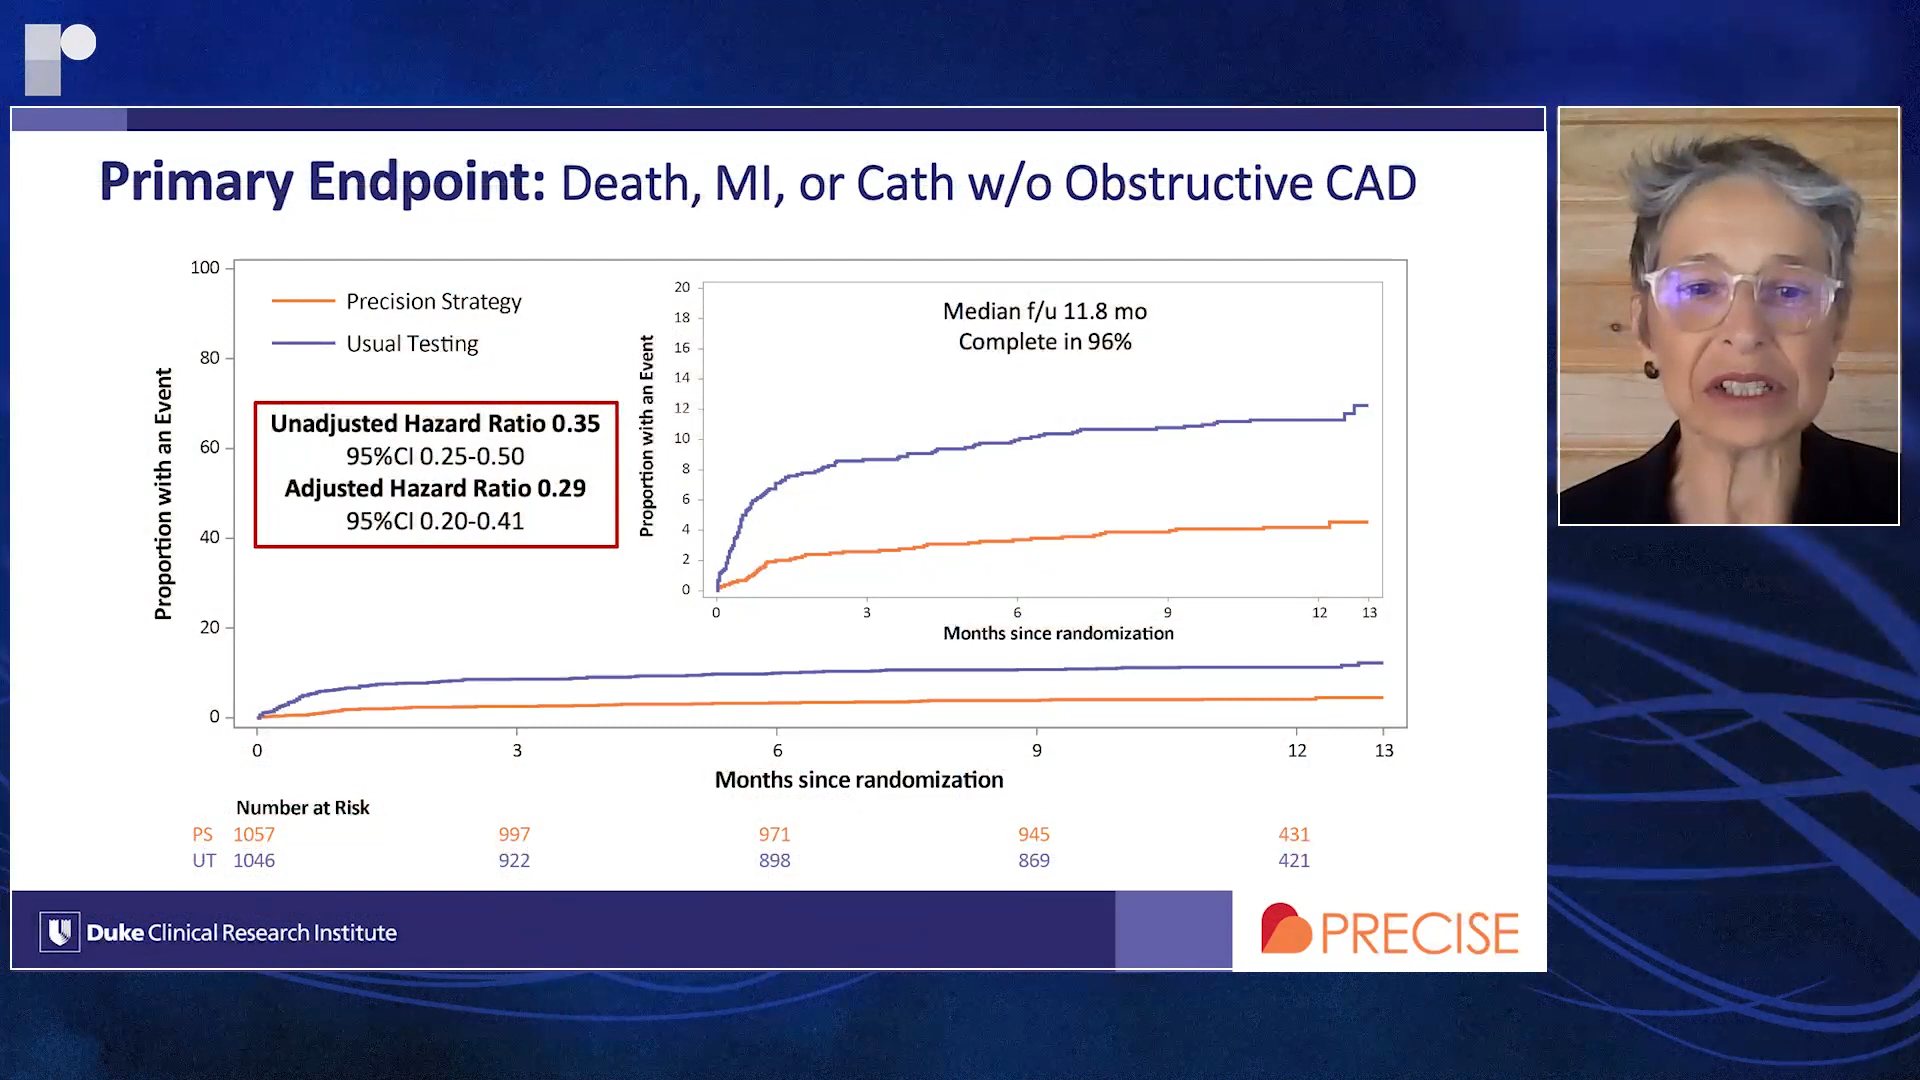 Primary Endpoint: Death, MI, or Cath w/o Obstructive CAD
Precision Strategy
Usual Testing
Unadjusted Hazard Ratio 0.35
95%CI 0.25-0.50
Adjusted Hazard Ratio 0.29
95%CI 0.20-0.41
Proportion with an Event
100
80
60
40
20
0
0 3 6 9 12 13
Months since randomization
Median f/u 11.8 mo
Complete in 96%
Proportion with an Event
20
18
16
14
12
10
8
6
4
2
0
0 3 6 9 12 13
Months since randomization
Number at Risk
PS 1057 997 971 945 431
UT 1046 922 898 869 421
Duke Clinical Research Institute
PRECISE